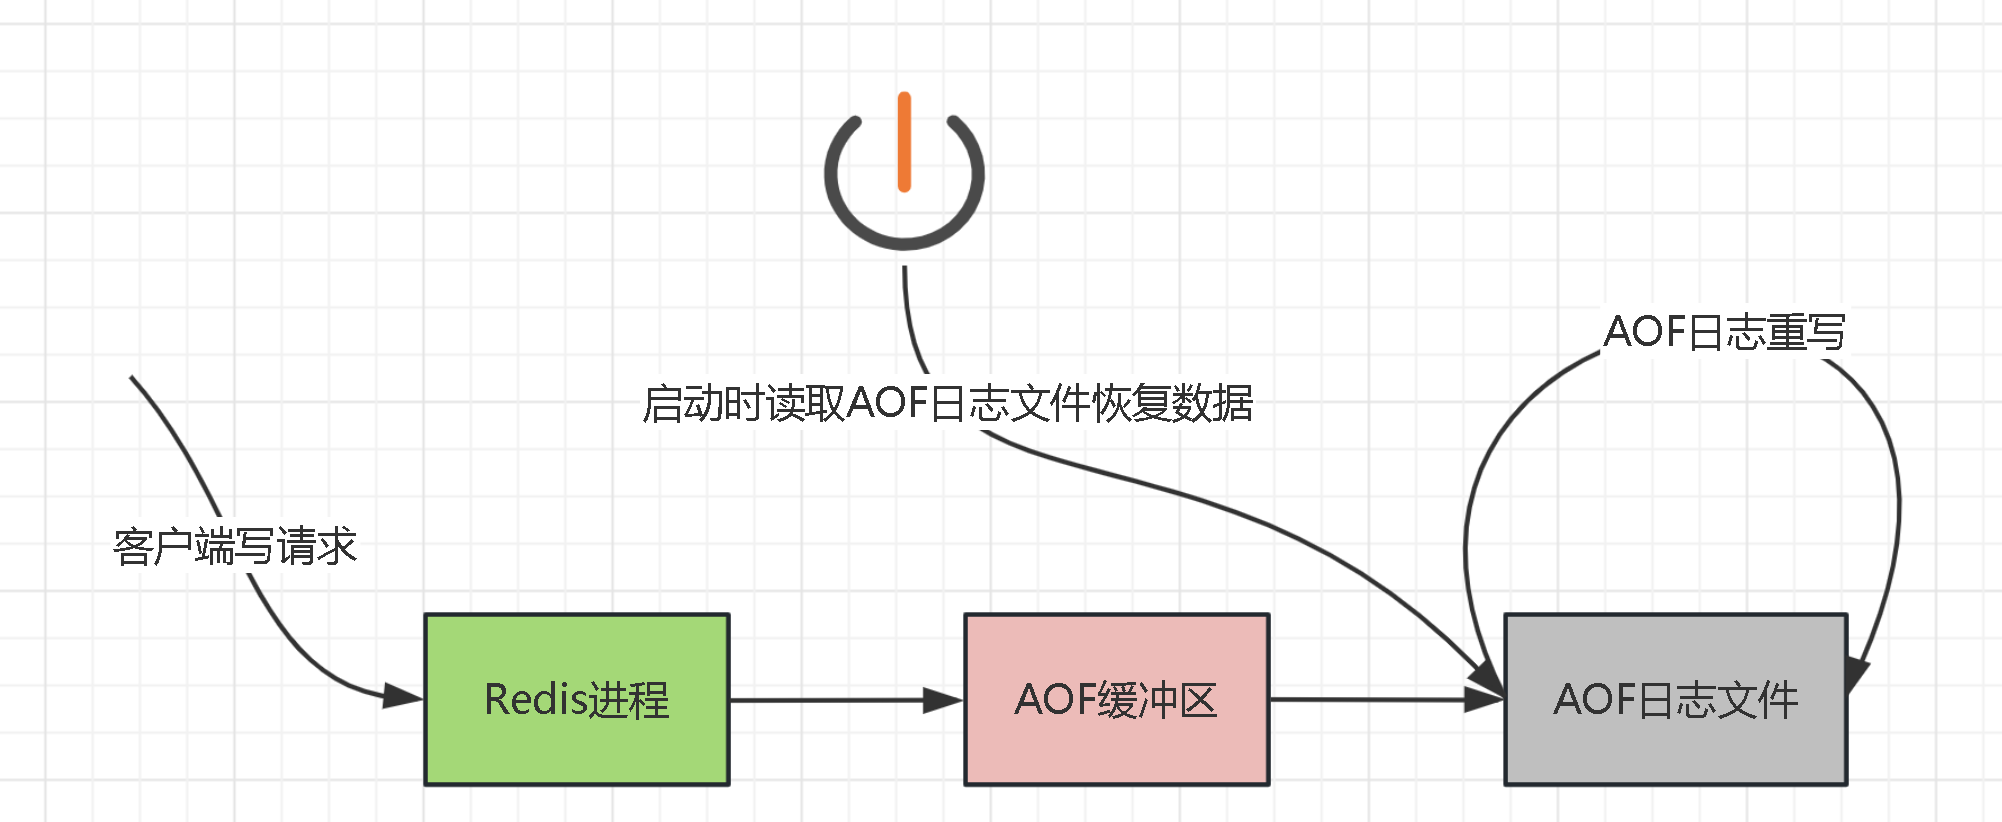 AOF日志重写
启动时读取AOF日志文件恢复数据
客户端写请求
Redis进程
AOF缓冲区
AOF日志文件